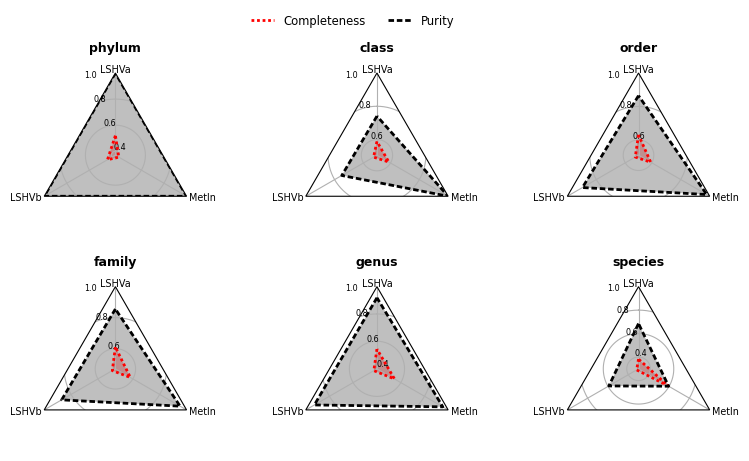 Completeness Purity
phylum class order
LSHVa LSHVa LSHVa
1.0 1.0 1.0
0.8 0.8 0.8
0.6 0.6 0.6
0.4
LSHVb MetIn LSHVb MetIn LSHVb MetIn
family genus species
LSHVa LSHVa LSHVa
1.0 1.0 1.0
0.8 0.8 0.8
0.6 0.6
0.4 0.4
LSHVb MetIn LSHVb MetIn LSHVb MetIn